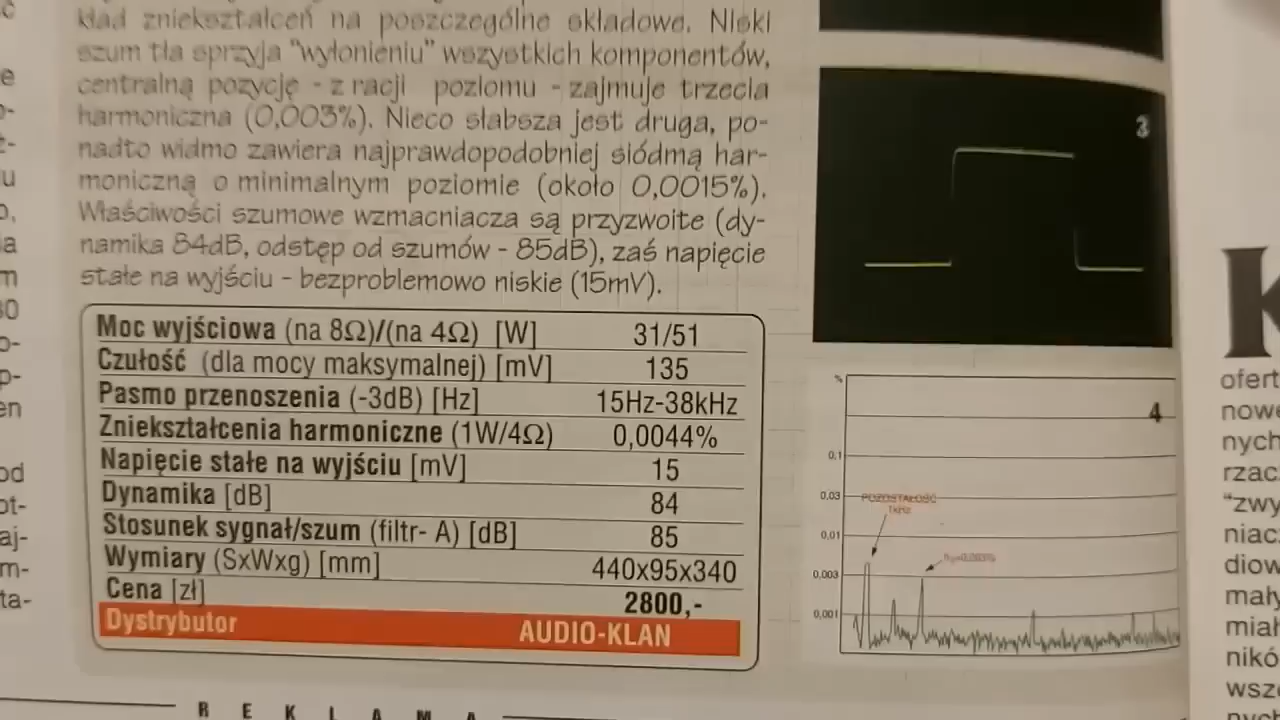 kład zniekształceń na poszczególne składowe. Niski
szum tła sprzyja "wyłonieniu" wszystkich komponentów,
centralną pozycję - z racji poziomu - zajmuje trzecia
harmoniczna (0,003%). Nieco słabsza jest druga, po-
nadto widmo zawiera najprawdopodobniej siódmą har-
moniczną o minimalnym poziomie (około 0,0015%).
Właściwości szumowe wzmacniacza są przyzwoite (dy-
namika 84dB, odstęp od szumów - 85dB), zaś napięcie
stałe na wyjściu - bezproblemowo niskie (15mV).
Moc wyjściowa (na 8Ω)/(na 4Ω) [W] 31/51
Czułość (dla mocy maksymalnej) [mV] 135
Pasmo przenoszenia (-3dB) [Hz] 15Hz-38kHz
Zniekształcenia harmoniczne (1W/4Ω) 0,0044%
Napięcie stałe na wyjściu [mV] 15
Dynamika [dB] 84
Stosunek sygnał/szum (filtr- A) [dB] 85
Wymiary (SxWxg) [mm] 440x95x340
Cena [zł] 2800,-
Dystrybutor AUDIO-KLAN
R E K L A M A
3
%
4
0,1
0,03
POZOSTAŁOŚĆ
1kHz
0,01
0,003
0,001
K
ofert
nowe
nych
rzac
"zwy
niac
diow
mały
miał
nikó
wsze
nych